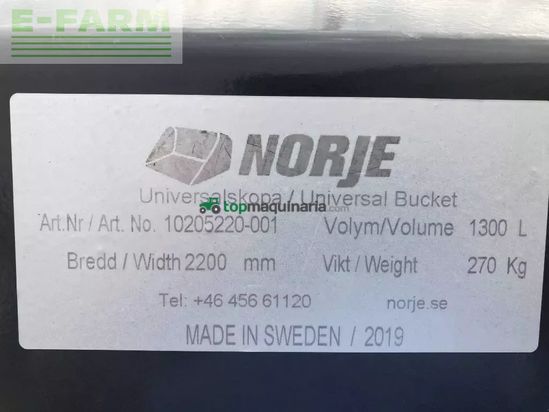 E-FARM
NORJE
Universalskopa / Universal Bucket
topmaquinaria.com
Art.Nr / Art. No. 10205220-001 Volym/Volume 1300 L
Bredd / Width 2200 mm Vikt / Weight 270 Kg
Tel: +46 456 61120 norje.se
MADE IN SWEDEN / 2019